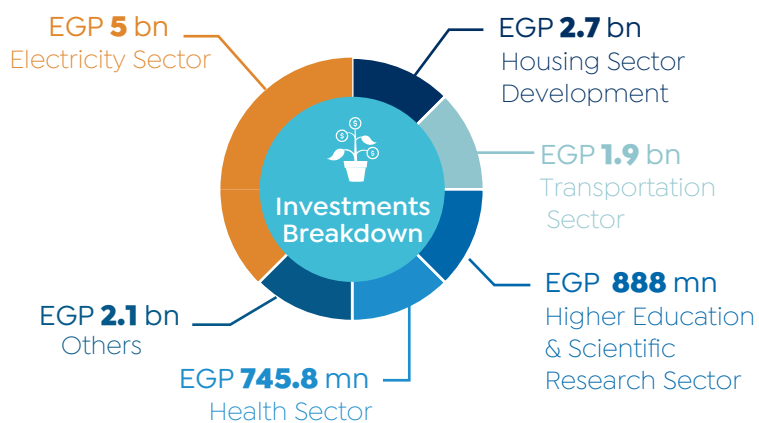 EGP 5 bn
Electricity Sector
EGP 2.7 bn
Housing Sector
Development
EGP 1.9 bn
Transportation
Sector
EGP 888 mn
Higher Education
& Scientific
Research Sector
EGP 745.8 mn
Health Sector
EGP 2.1 bn
Others
Investments
Breakdown